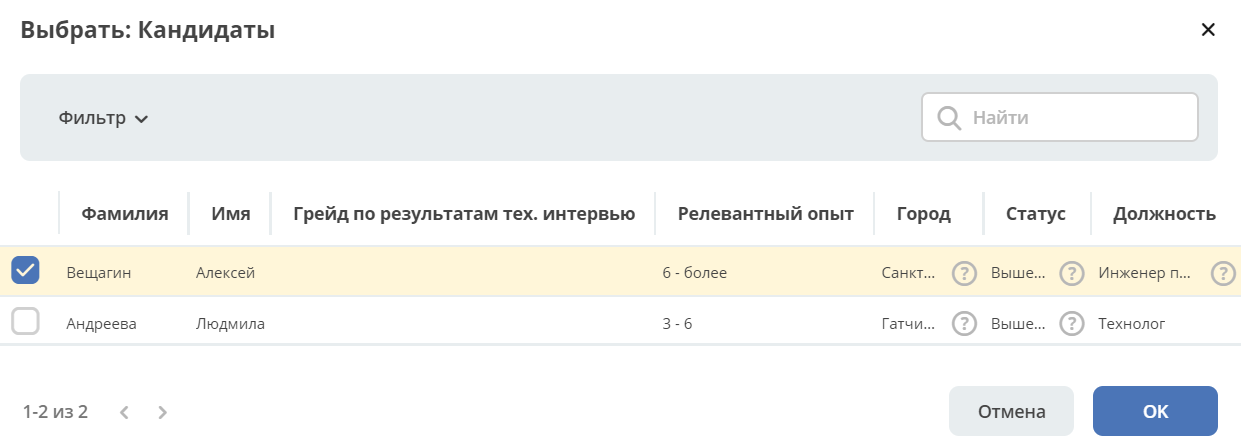 Выбрать: Кандидаты
Фильтр
Найти
Фамилия Имя Грейд по результатам тех. интервью Релевантный опыт Город Статус Должность
Вещагин Алексей 6 - более Санкт... ? Выше... ? Инженер п... ?
Андреева Людмила 3 - 6 Гатчи... ? Выше... ? Технолог
1-2 из 2 Отмена ОК